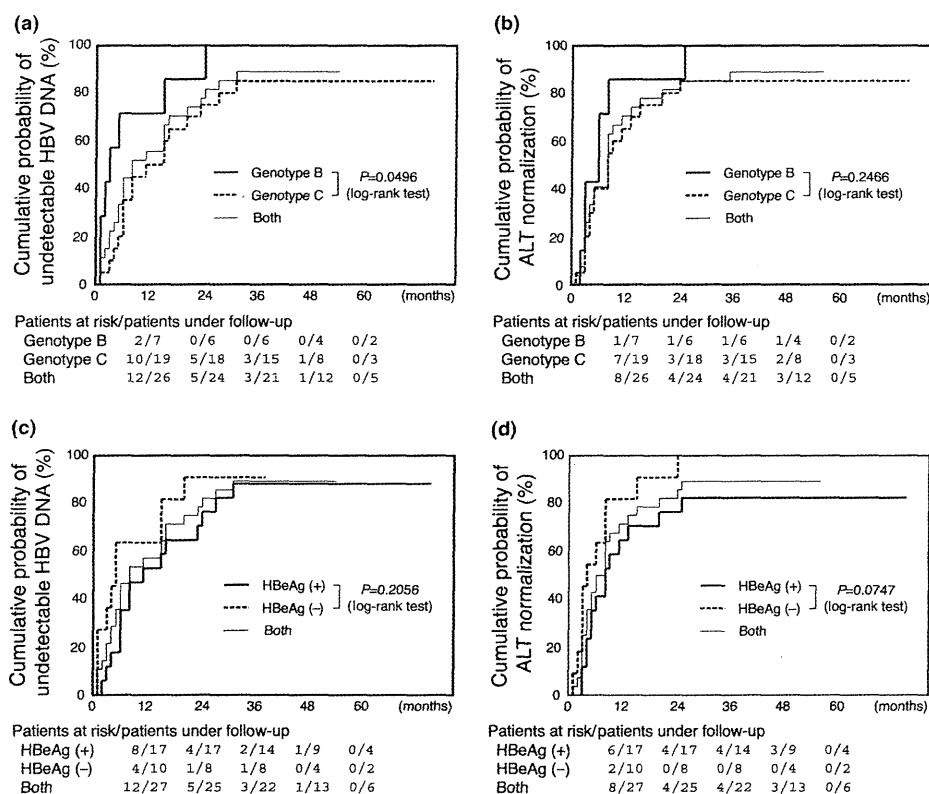 (a)
Cumulative probability of
undetectable HBV DNA (%)
100
80
60
40
20
0
Genotype B
Genotype C
Both
P=0.0496
(log-rank test)
0 12 24 36 48 60 (months)
Patients at risk/patients under follow-up
Genotype B 2/7 0/6 0/6 0/4 0/2
Genotype C 10/19 5/18 3/15 1/8 0/3
Both 12/26 5/24 3/21 1/12 0/5
(b)
Cumulative probability of
ALT normalization (%)
100
80
60
40
20
0
Genotype B
Genotype C
Both
P=0.2466
(log-rank test)
0 12 24 36 48 60 (months)
Patients at risk/patients under follow-up
Genotype B 1/7 1/6 1/6 1/4 0/2
Genotype C 7/19 3/18 3/15 2/8 0/3
Both 8/26 4/24 4/21 3/12 0/5
(c)
Cumulative probability of
undetectable HBV DNA (%)
100
80
60
40
20
0
HBeAg (+)
HBeAg (–)
Both
P=0.2056
(log-rank test)
0 12 24 36 48 60 (months)
Patients at risk/patients under follow-up
HBeAg (+) 8/17 4/17 2/14 1/9 0/4
HBeAg (–) 4/10 1/8 1/8 0/4 0/2
Both 12/27 5/25 3/22 1/13 0/6
(d)
Cumulative probability of
ALT normalization (%)
100
80
60
40
20
0
HBeAg (+)
HBeAg (–)
Both
P=0.0747
(log-rank test)
0 12 24 36 48 60 (months)
Patients at risk/patients under follow-up
HBeAg (+) 6/17 4/17 4/14 3/9 0/4
HBeAg (–) 2/10 0/8 0/8 0/4 0/2
Both 8/27 4/25 4/22 3/13 0/6